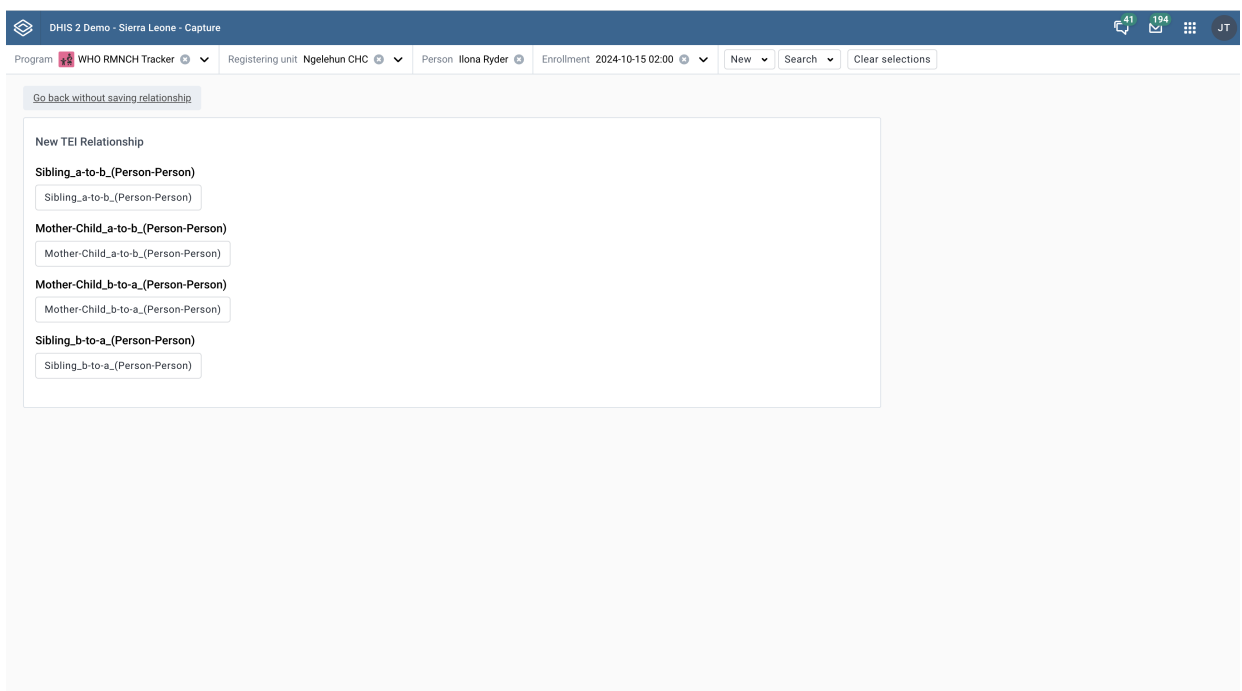 DHIS 2 Demo - Sierra Leone - Capture 41 194 JT
Program WHO RMNCH Tracker Registering unit Ngelehun CHC Person Ilona Ryder Enrollment 2024-10-15 02:00 New Search Clear selections
Go back without saving relationship
New TEI Relationship
Sibling_a-to-b_(Person-Person)
Sibling_a-to-b_(Person-Person)
Mother-Child_a-to-b_(Person-Person)
Mother-Child_a-to-b_(Person-Person)
Mother-Child_b-to-a_(Person-Person)
Mother-Child_b-to-a_(Person-Person)
Sibling_b-to-a_(Person-Person)
Sibling_b-to-a_(Person-Person)